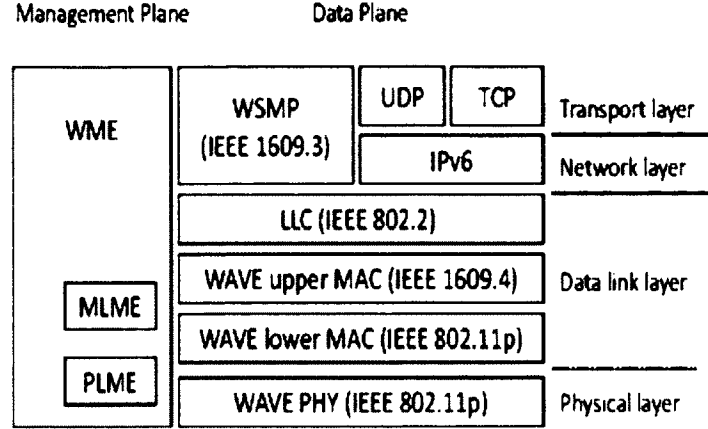 Management Plane
Data Plane
WME
WSMP
(IEEE 1609.3)
UDP
TCP
Transport layer
IPv6
Network layer
LLC (IEEE 802.2)
WAVE upper MAC (IEEE 1609.4)
Data link layer
MLME
WAVE lower MAC (IEEE 802.11p)
PLME
WAVE PHY (IEEE 802.11p)
Physical layer